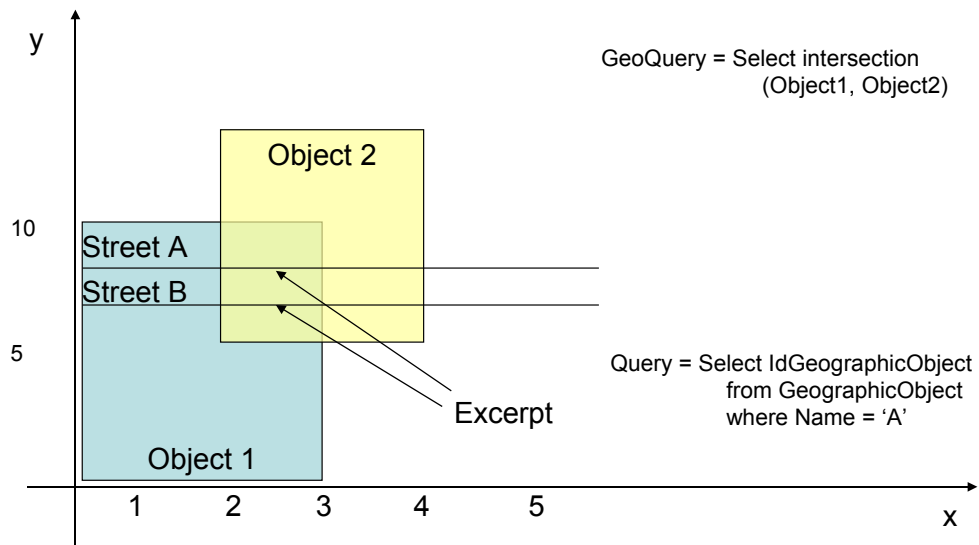 y
GeoQuery = Select intersection
(Object1, Object2)
Object 2
10
Street A
Street B
5
Query = Select IdGeographicObject
from GeographicObject
where Name = ‘A’
Excerpt
Object 1
1 2 3 4 5
x